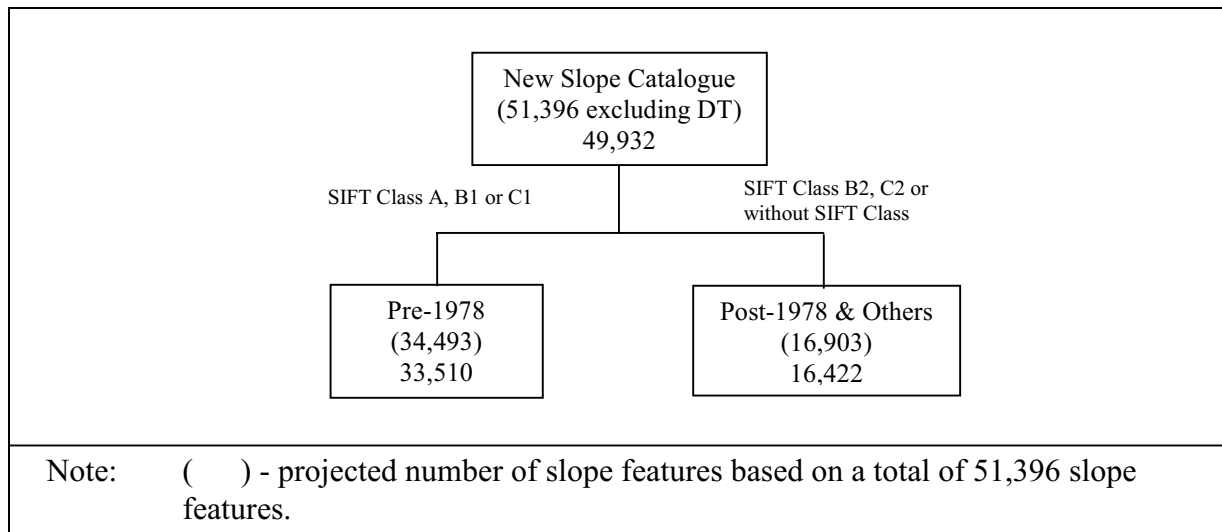 New Slope Catalogue
(51,396 excluding DT)
49,932
SIFT Class A, B1 or C1
SIFT Class B2, C2 or
without SIFT Class
Pre-1978
(34,493)
33,510
Post-1978 & Others
(16,903)
16,422
Note: ( ) - projected number of slope features based on a total of 51,396 slope
features.